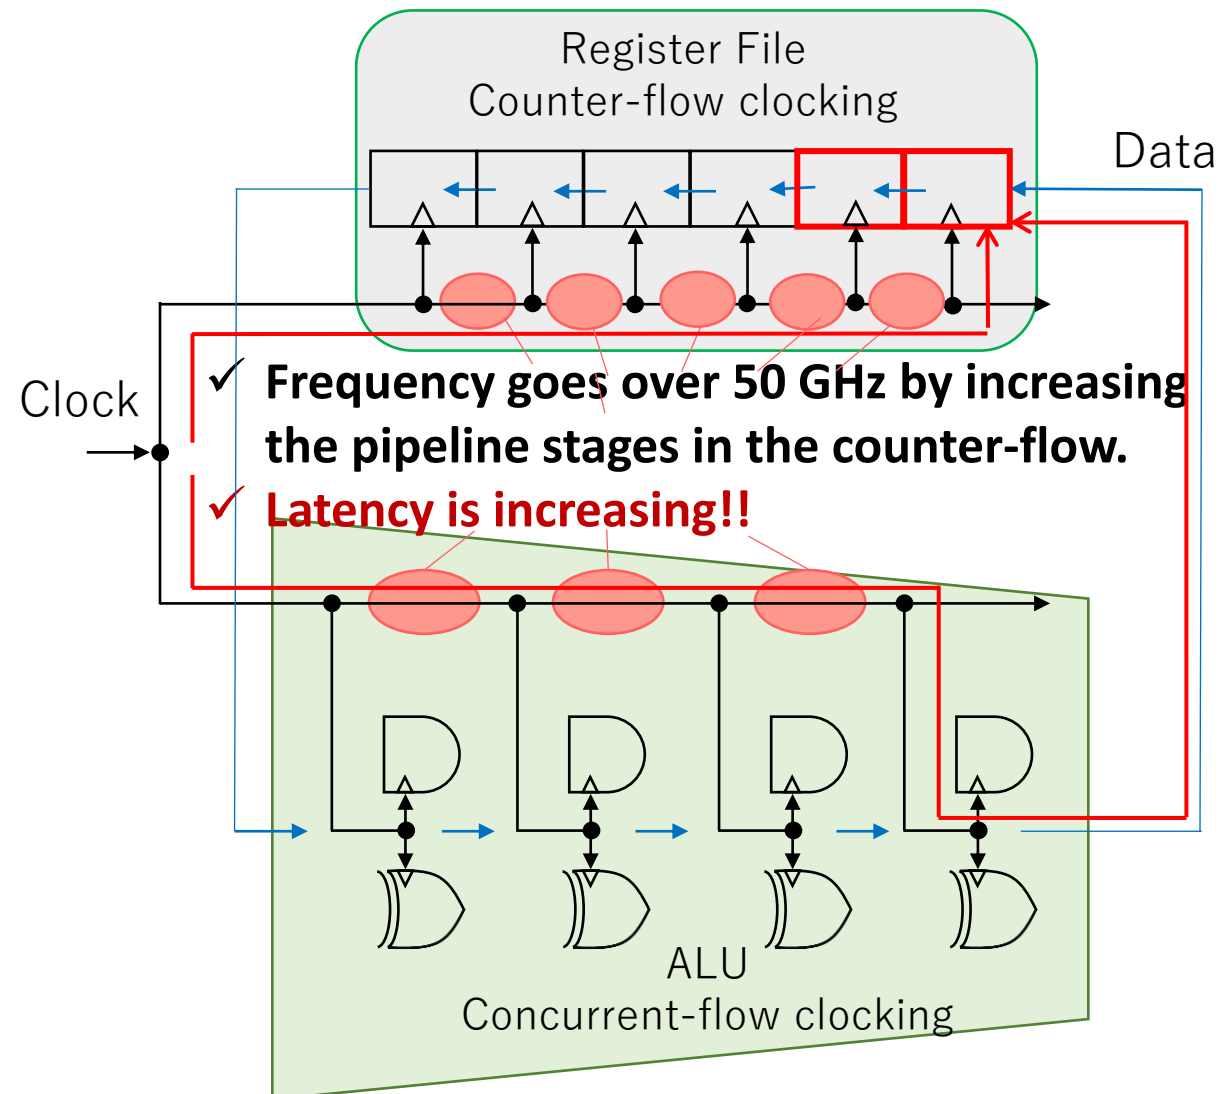 Register File
Counter-flow clocking
Data
Clock
✓ Frequency goes over 50 GHz by increasing
the pipeline stages in the counter-flow.
✓ Latency is increasing!!
ALU
Concurrent-flow clocking